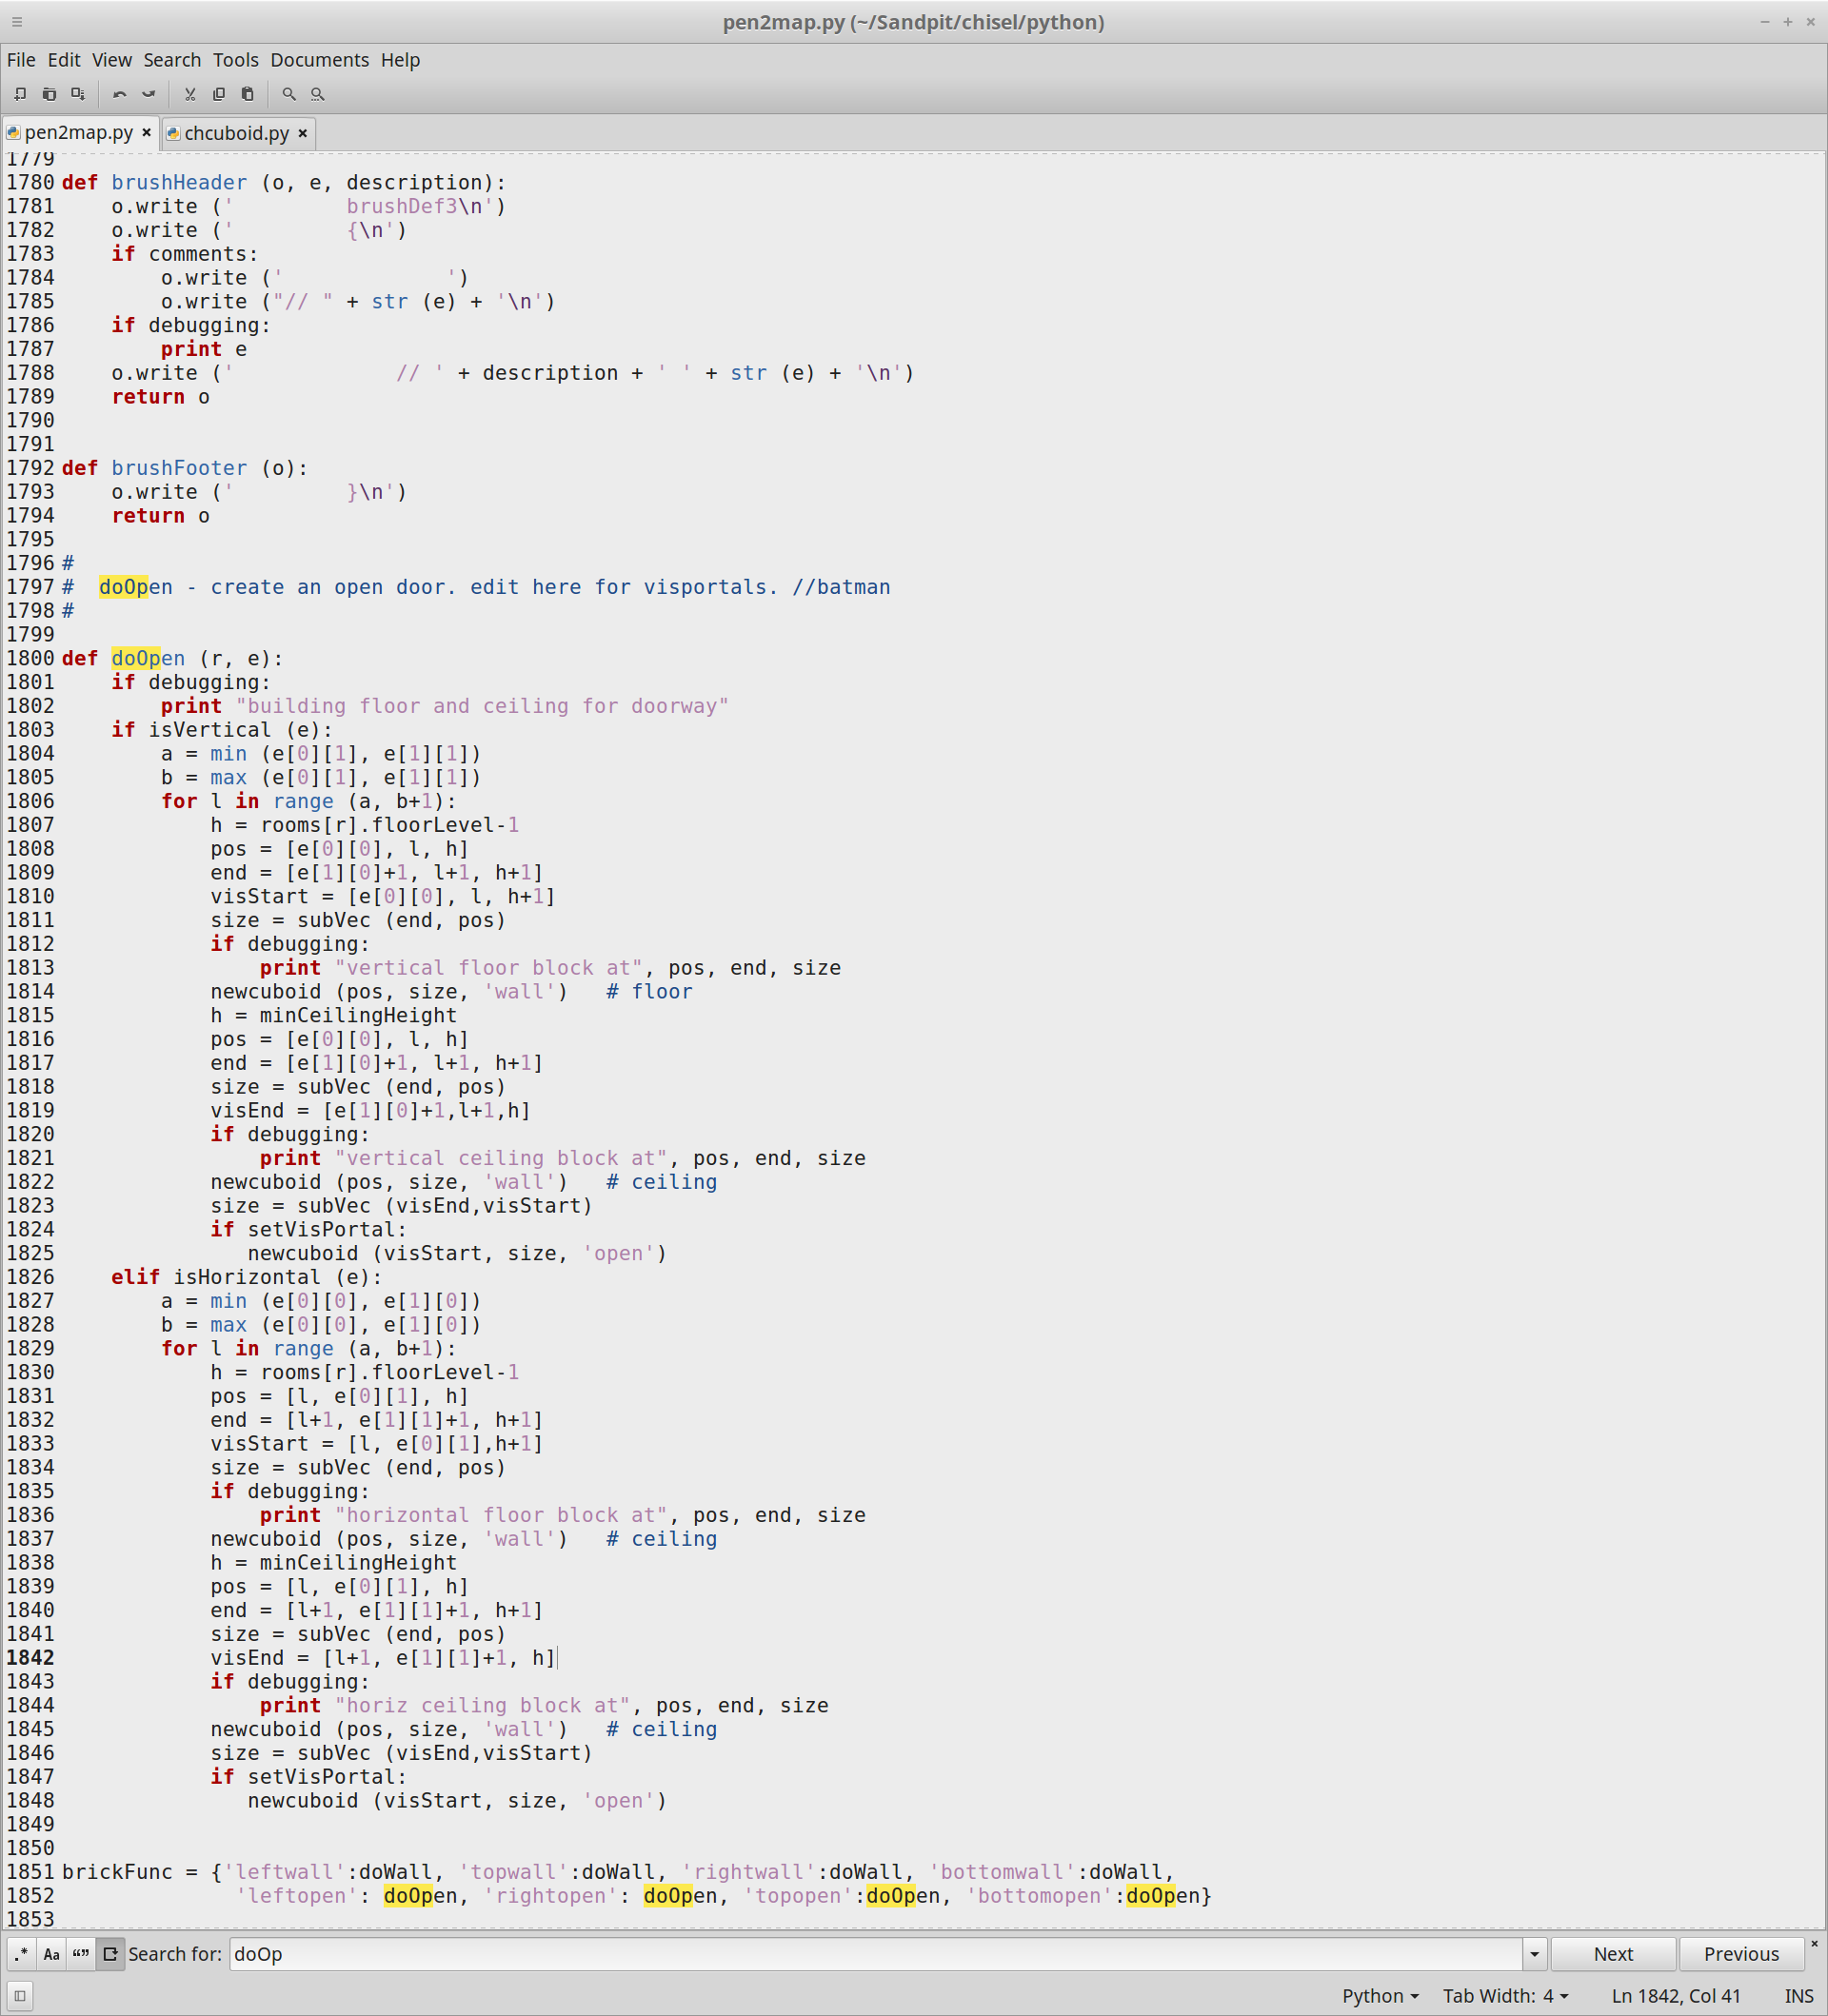 pen2map.py (~/Sandpit/chisel/python)
File Edit View Search Tools Documents Help
pen2map.py × chcuboid.py ×
1779
1780 def brushHeader (o, e, description):
1781     o.write ('         brushDef3\n')
1782     o.write ('         {\n')
1783     if comments:
1784         o.write ('             ')
1785         o.write ("// " + str (e) + '\n')
1786     if debugging:
1787         print e
1788     o.write ('             // ' + description + ' ' + str (e) + '\n')
1789     return o
1790
1791
1792 def brushFooter (o):
1793     o.write ('         }\n')
1794     return o
1795
1796 #
1797 #  doOpen - create an open door. edit here for visportals. //batman
1798 #
1799
1800 def doOpen (r, e):
1801     if debugging:
1802         print "building floor and ceiling for doorway"
1803     if isVertical (e):
1804         a = min (e[0][1], e[1][1])
1805         b = max (e[0][1], e[1][1])
1806         for l in range (a, b+1):
1807             h = rooms[r].floorLevel-1
1808             pos = [e[0][0], l, h]
1809             end = [e[1][0]+1, l+1, h+1]
1810             visStart = [e[0][0], l, h+1]
1811             size = subVec (end, pos)
1812             if debugging:
1813                 print "vertical floor block at", pos, end, size
1814             newcuboid (pos, size, 'wall')   # floor
1815             h = minCeilingHeight
1816             pos = [e[0][0], l, h]
1817             end = [e[1][0]+1, l+1, h+1]
1818             size = subVec (end, pos)
1819             visEnd = [e[1][0]+1,l+1,h]
1820             if debugging:
1821                 print "vertical ceiling block at", pos, end, size
1822             newcuboid (pos, size, 'wall')   # ceiling
1823             size = subVec (visEnd,visStart)
1824             if setVisPortal:
1825                newcuboid (visStart, size, 'open')
1826     elif isHorizontal (e):
1827         a = min (e[0][0], e[1][0])
1828         b = max (e[0][0], e[1][0])
1829         for l in range (a, b+1):
1830             h = rooms[r].floorLevel-1
1831             pos = [l, e[0][1], h]
1832             end = [l+1, e[1][1]+1, h+1]
1833             visStart = [l, e[0][1],h+1]
1834             size = subVec (end, pos)
1835             if debugging:
1836                 print "horizontal floor block at", pos, end, size
1837             newcuboid (pos, size, 'wall')   # ceiling
1838             h = minCeilingHeight
1839             pos = [l, e[0][1], h]
1840             end = [l+1, e[1][1]+1, h+1]
1841             size = subVec (end, pos)
1842             visEnd = [l+1, e[1][1]+1, h]
1843             if debugging:
1844                 print "horiz ceiling block at", pos, end, size
1845             newcuboid (pos, size, 'wall')   # ceiling
1846             size = subVec (visEnd,visStart)
1847             if setVisPortal:
1848                newcuboid (visStart, size, 'open')
1849
1850
1851 brickFunc = {'leftwall':doWall, 'topwall':doWall, 'rightwall':doWall, 'bottomwall':doWall,
1852               'leftopen': doOpen, 'rightopen': doOpen, 'topopen':doOpen, 'bottomopen':doOpen}
1853
.* Aa “” Search for: doOp Next Previous ×
Python Tab Width: 4 Ln 1842, Col 41 INS